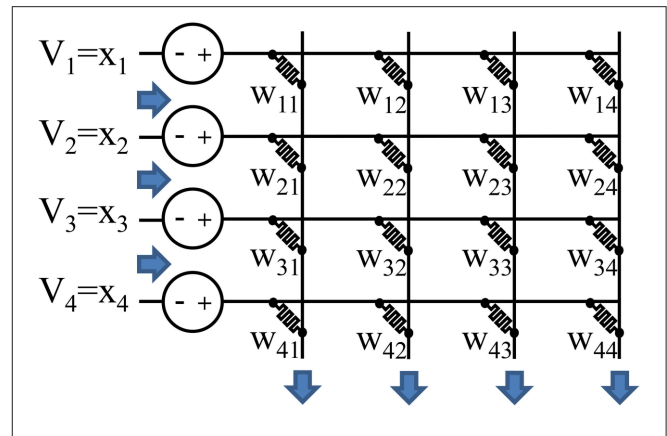 V₁=x₁ - +
w₁₁ w₁₂ w₁₃ w₁₄
V₂=x₂ - +
w₂₁ w₂₂ w₂₃ w₂₄
V₃=x₃ - +
w₃₁ w₃₂ w₃₃ w₃₄
V₄=x₄ - +
w₄₁ w₄₂ w₄₃ w₄₄